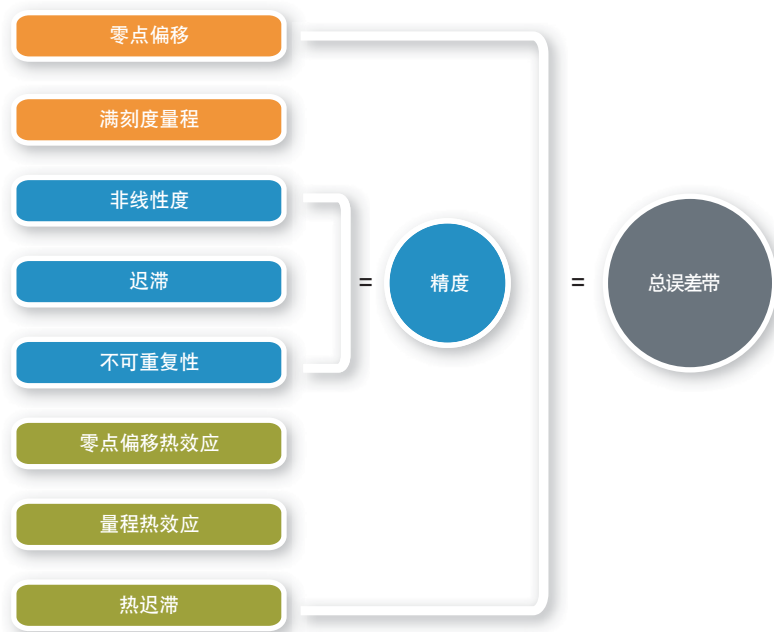 零点偏移
满刻度量程
非线性度
迟滞
不可重复性
零点偏移热效应
量程热效应
热迟滞
=
精度
=
总误差带